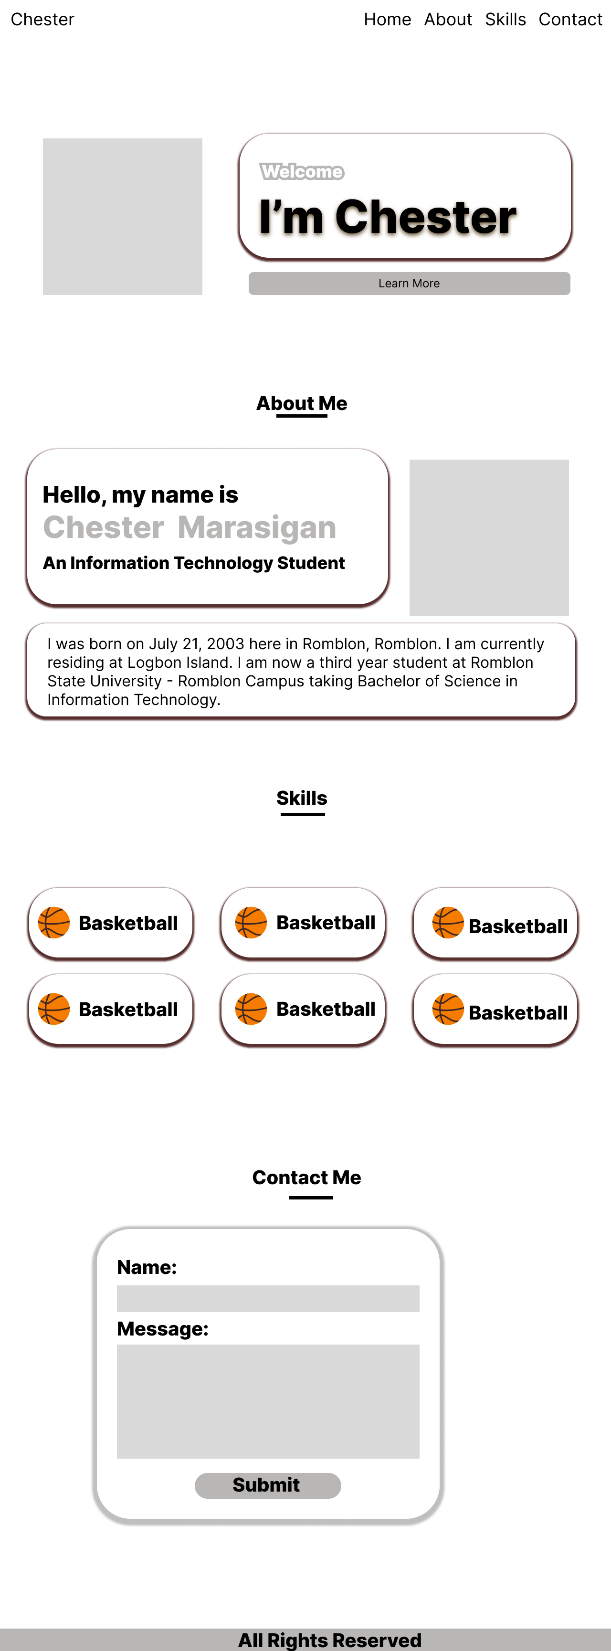 Chester
Home About Skills Contact
Welcome
I’m Chester
Learn More
About Me
Hello, my name is
Chester Marasigan
An Information Technology Student
I was born on July 21, 2003 here in Romblon, Romblon. I am currently
residing at Logbon Island. I am now a third year student at Romblon
State University - Romblon Campus taking Bachelor of Science in
Information Technology.
Skills
Basketball
Basketball
Basketball
Basketball
Basketball
Basketball
Contact Me
Name:
Message:
Submit
All Rights Reserved